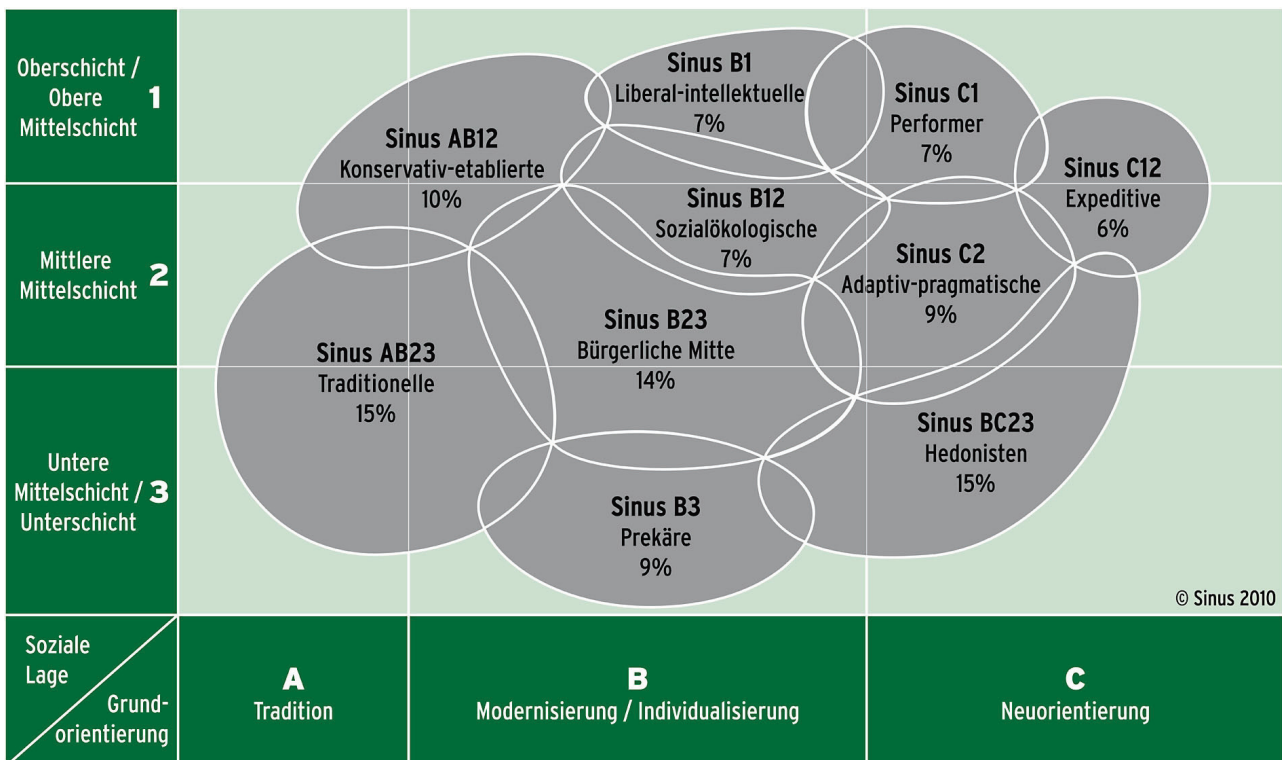 Oberschicht /
Obere
Mittelschicht
1
Mittlere
Mittelschicht
2
Untere
Mittelschicht /
Unterschicht
3
Sinus AB12
Konservativ-etablierte
10%
Sinus B1
Liberal-intellektuelle
7%
Sinus C1
Performer
7%
Sinus C12
Expeditive
6%
Sinus B12
Sozialökologische
7%
Sinus C2
Adaptiv-pragmatische
9%
Sinus AB23
Traditionelle
15%
Sinus B23
Bürgerliche Mitte
14%
Sinus BC23
Hedonisten
15%
Sinus B3
Prekäre
9%
© Sinus 2010
Soziale
Lage
Grund-
orientierung
A
Tradition
B
Modernisierung / Individualisierung
C
Neuorientierung